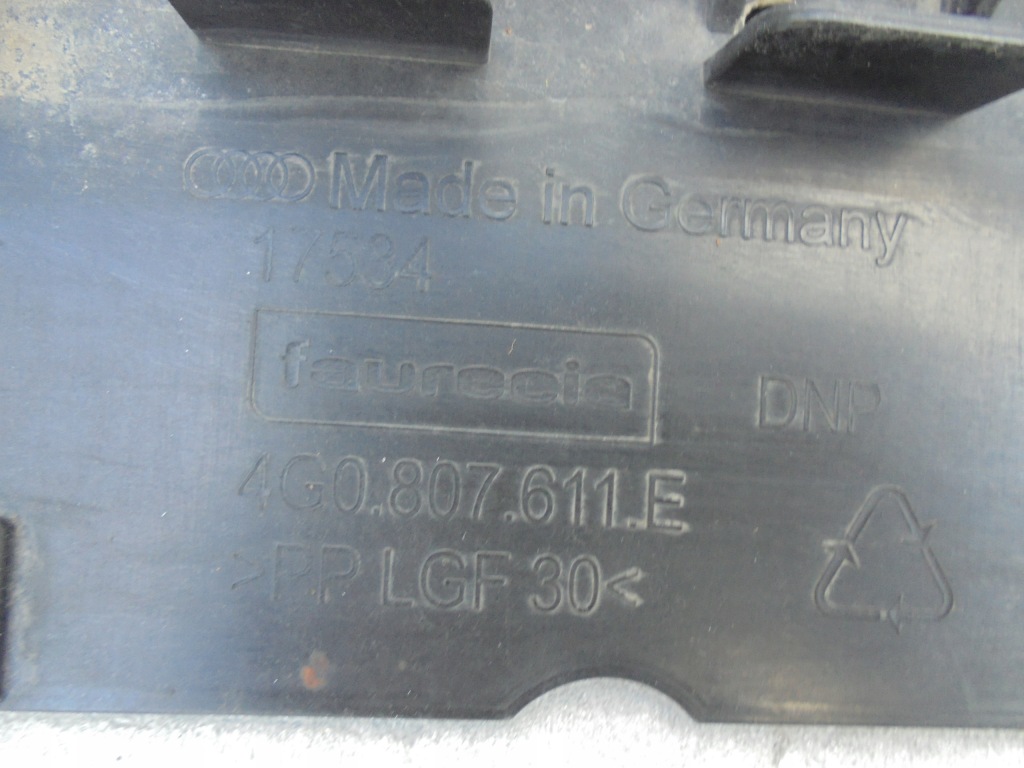 Made in Germany
17534
faurecia
DNP
4G0.807.611.E
>PP LGF 30<